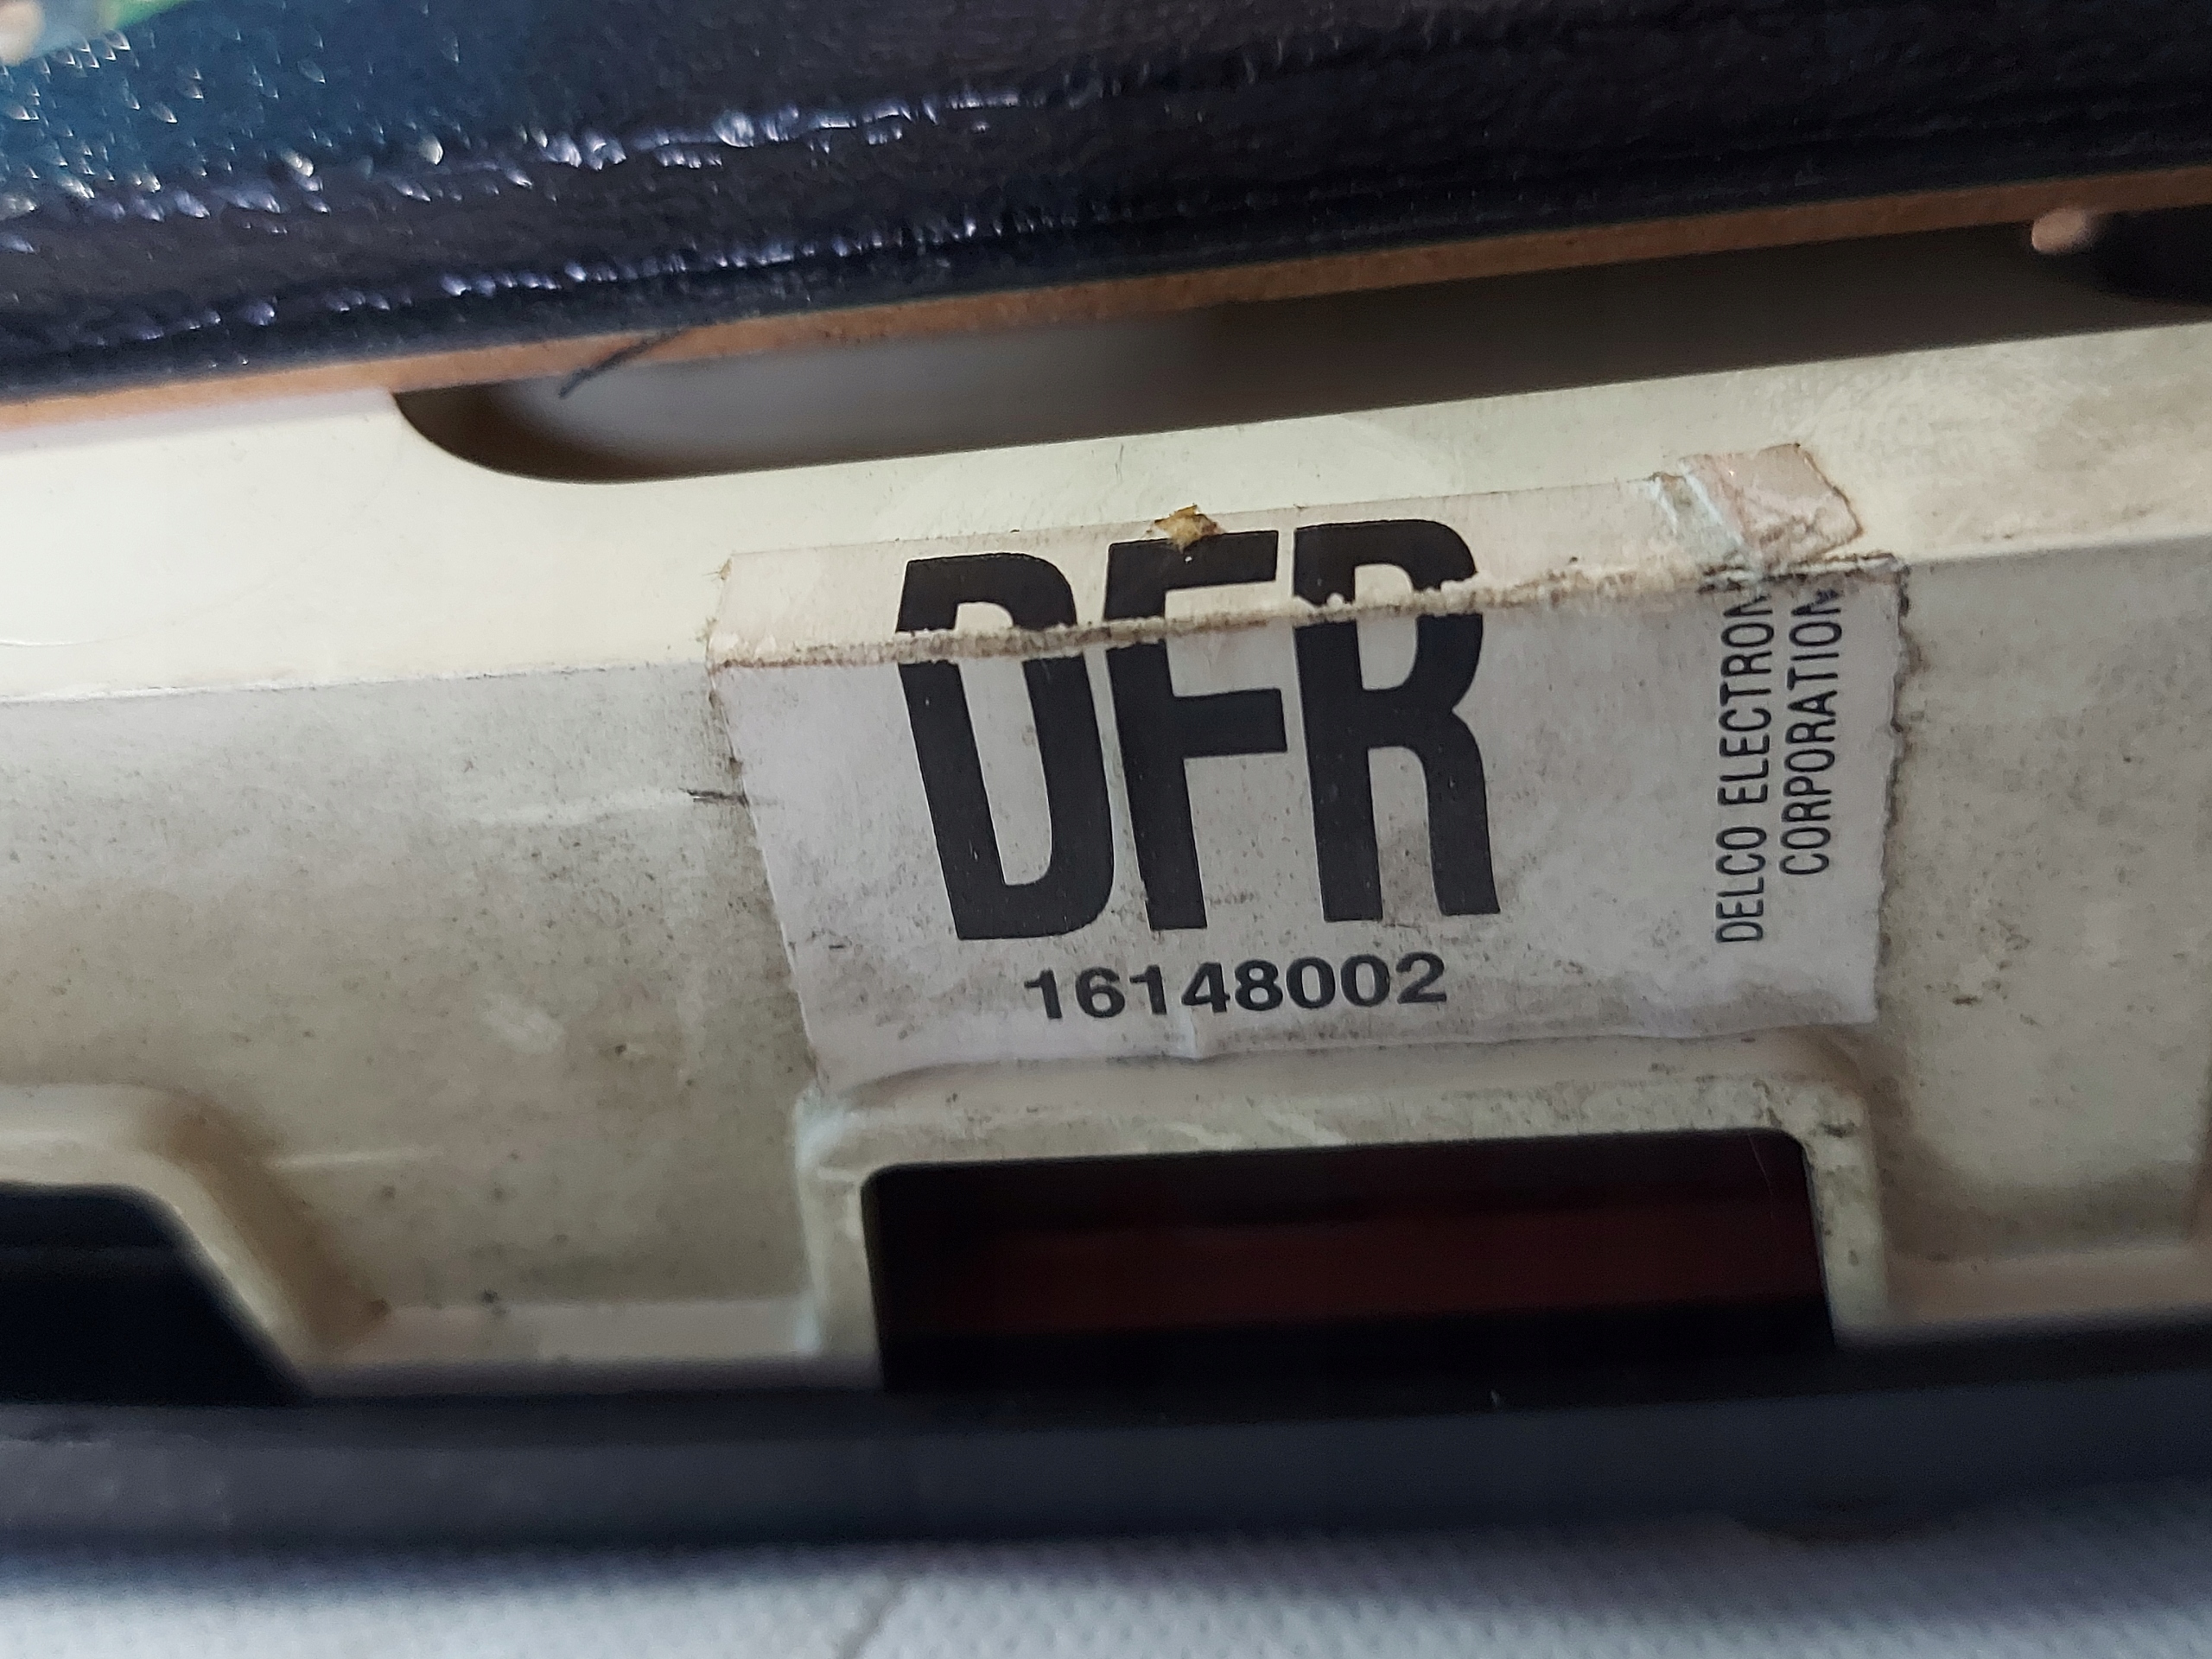 DFR
16148002
DELCO ELECTRON
CORPORATION